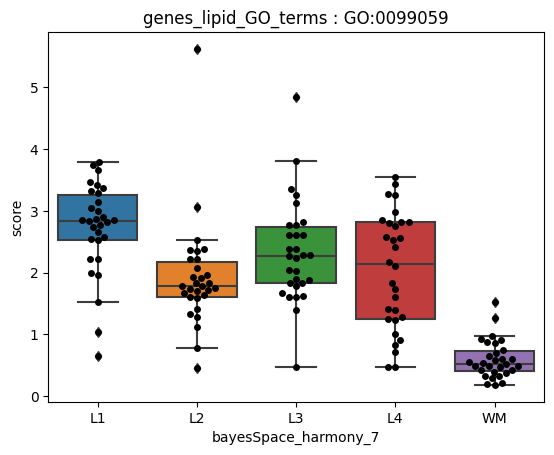 genes_lipid_GO_terms : GO:0099059
score
5
4
3
2
1
0
L1 L2 L3 L4 WM
bayesSpace_harmony_7